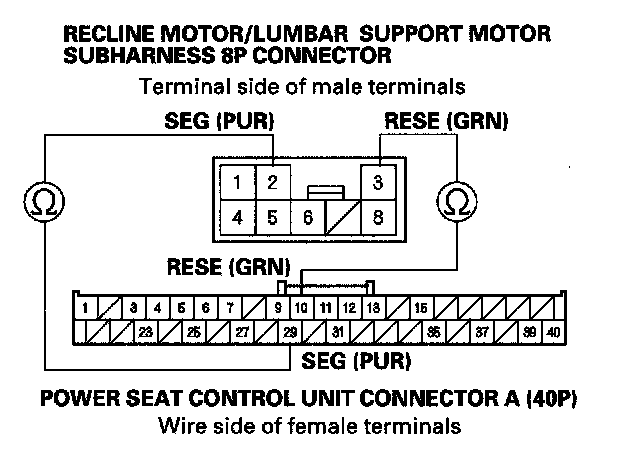 RECLINE MOTOR/LUMBAR SUPPORT MOTOR
SUBHARNESS 8P CONNECTOR
Terminal side of male terminals
SEG (PUR) RESE (GRN)
1 2 3
Ω Ω
4 5 6 8
RESE (GRN)
1 3 4 5 6 7 9 10 11 12 13 15
23 25 27 29 31 35 37 39 40
SEG (PUR)
POWER SEAT CONTROL UNIT CONNECTOR A (40P)
Wire side of female terminals